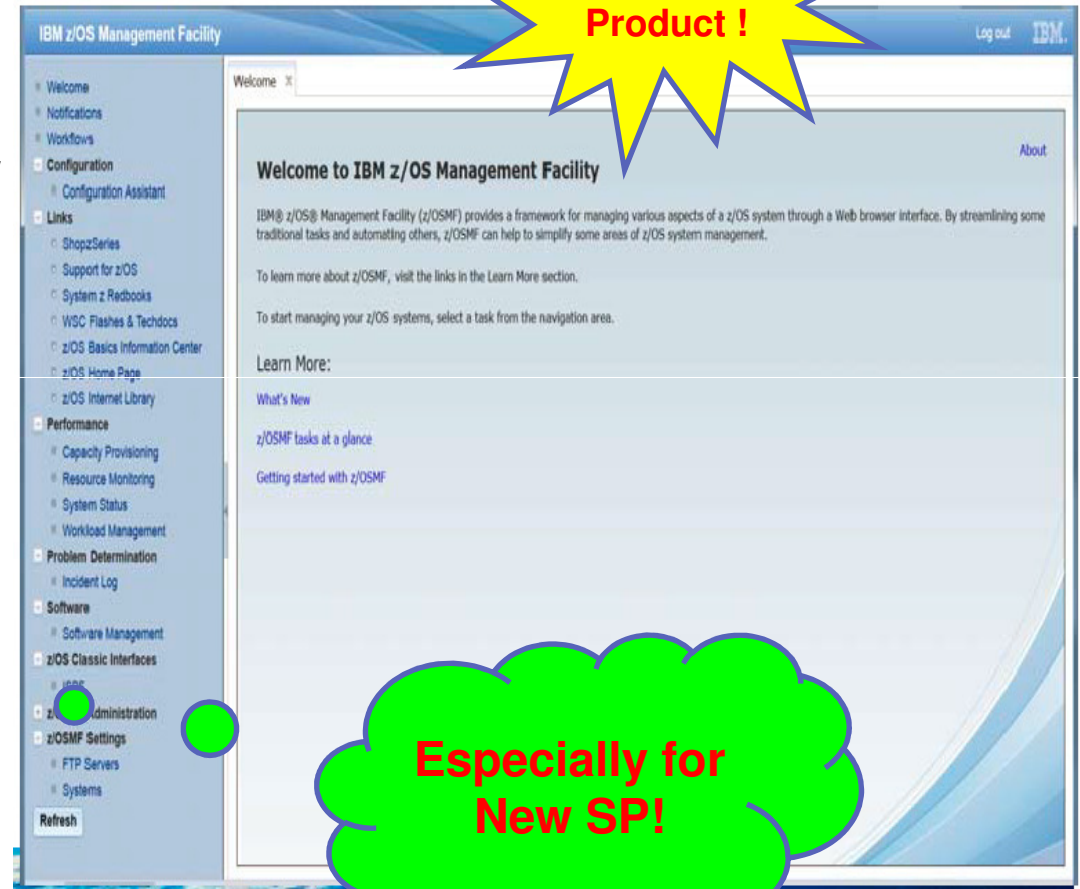 Product !
IBM z/OS Management Facility
Log out IBM.
Welcome
Notifications
Workflows
Configuration
Configuration Assistant
Links
ShopzSeries
Support for z/OS
System z Redbooks
WSC Flashes & Techdocs
z/OS Basics Information Center
z/OS Home Page
z/OS Internet Library
Performance
Capacity Provisioning
Resource Monitoring
System Status
Workload Management
Problem Determination
Incident Log
Software
Software Management
z/OS Classic Interfaces
z/OSMF Settings
FTP Servers
Systems
Refresh
Welcome X
About
Welcome to IBM z/OS Management Facility
IBM® z/OS® Management Facility (z/OSMF) provides a framework for managing various aspects of a z/OS system through a Web browser interface. By streamlining some
traditional tasks and automating others, z/OSMF can help to simplify some areas of z/OS system management.
To learn more about z/OSMF, visit the links in the Learn More section.
To start managing your z/OS systems, select a task from the navigation area.
Learn More:
What's New
z/OSMF tasks at a glance
Getting started with z/OSMF
Especially for
New SP!